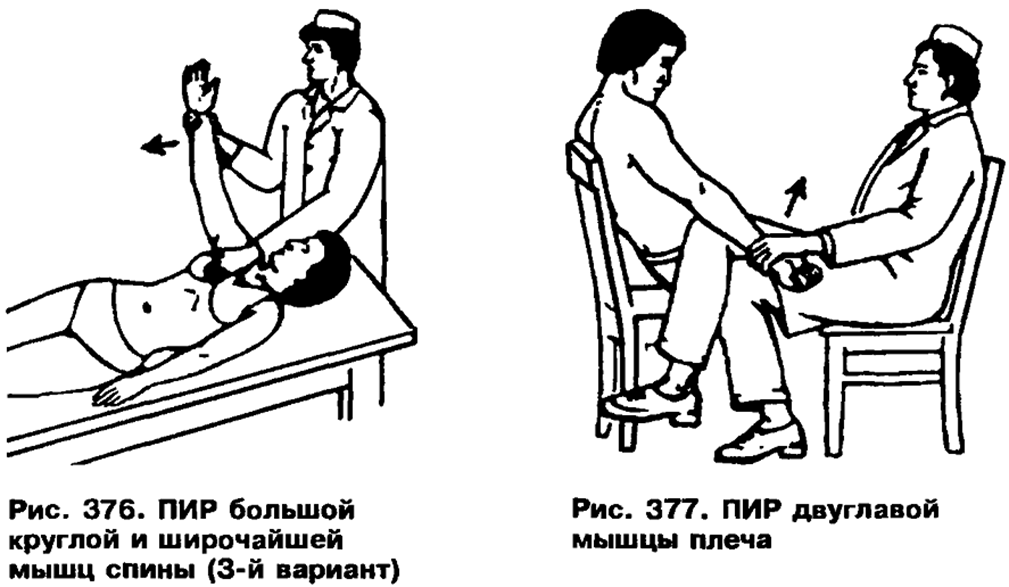 Рис. 376. ПИР большой
круглой и широчайшей
мышц спины (3-й вариант)
Рис. 377. ПИР двуглавой
мышцы плеча